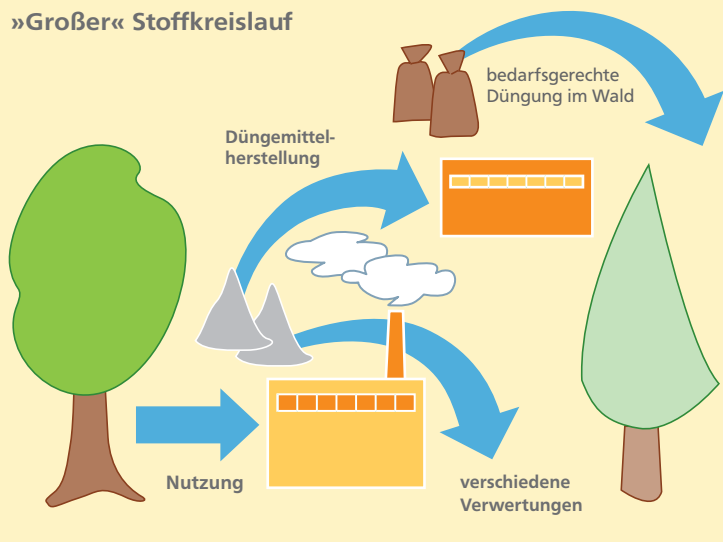 »Großer« Stoffkreislauf
bedarfsgerechte
Düngung im Wald
Düngemittel-
herstellung
Nutzung
verschiedene
Verwertungen